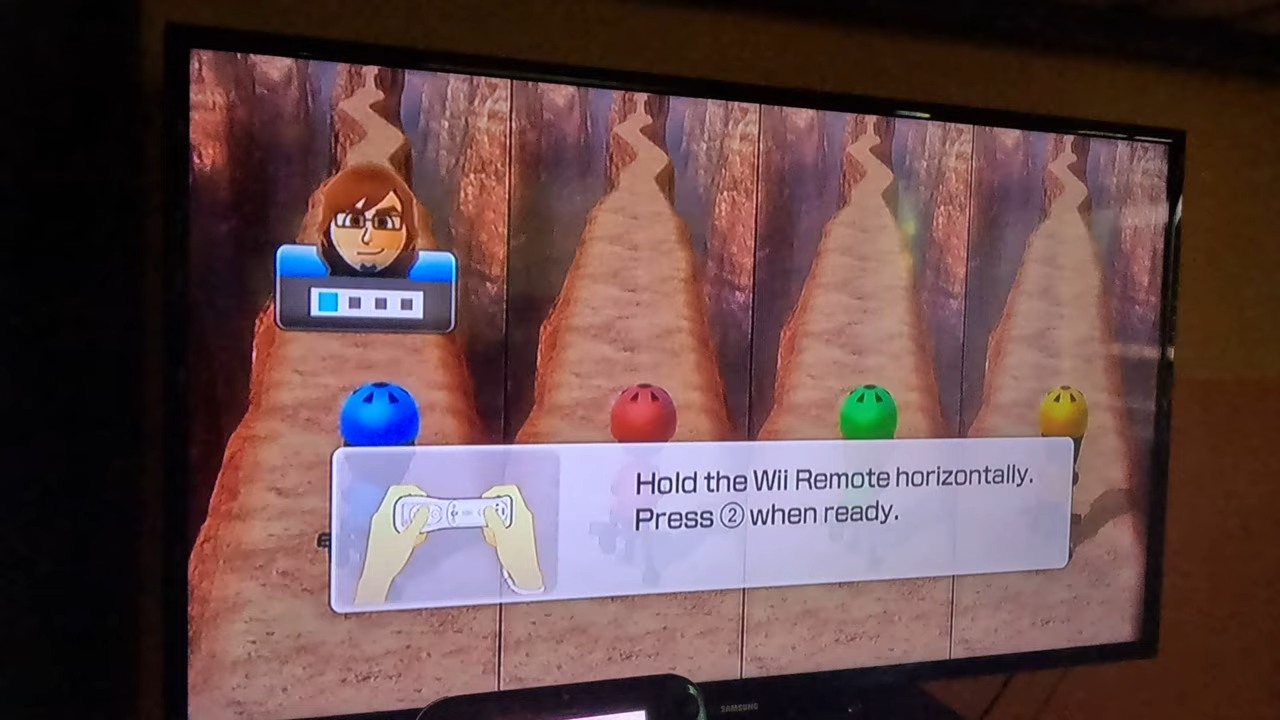 Hold the Wii Remote horizontally.
Press ② when ready.
SAMSUNG